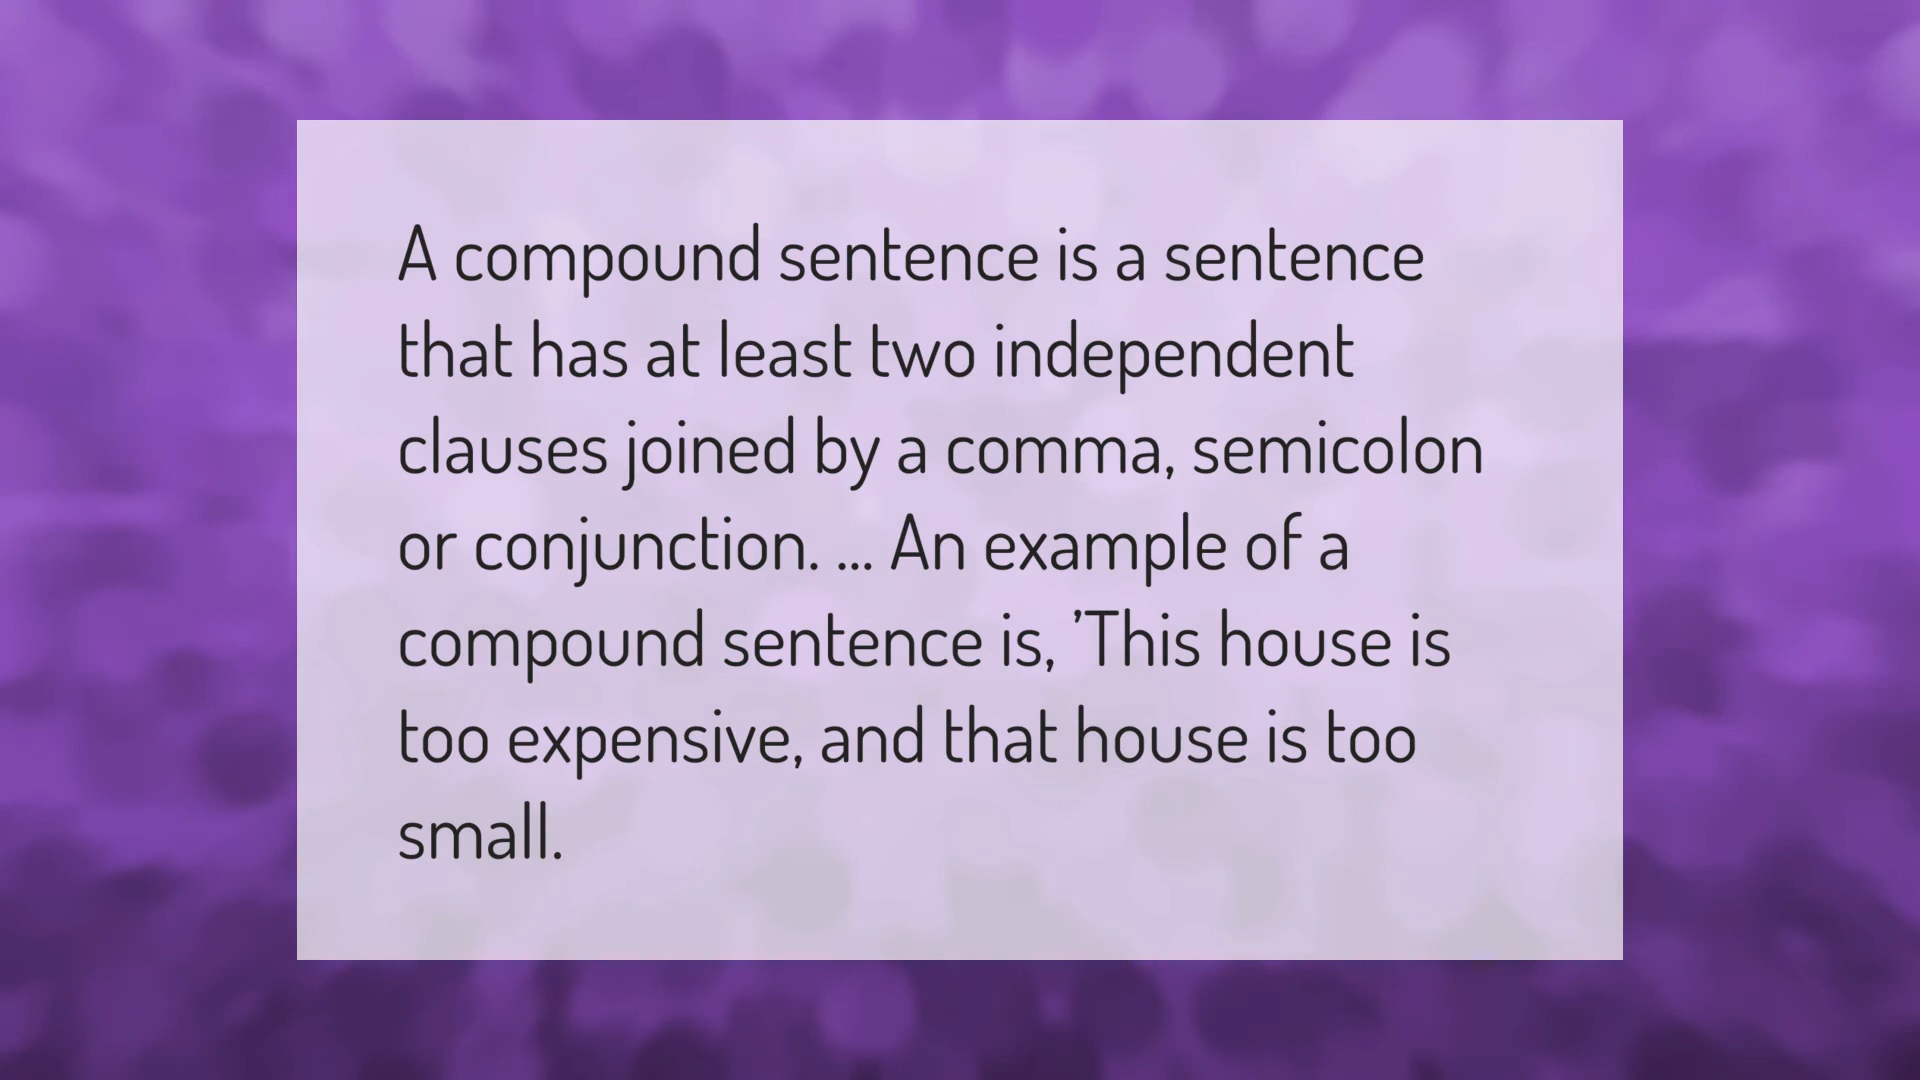 A compound sentence is a sentence
that has at least two independent
clauses joined by a comma, semicolon
or conjunction. ... An example of a
compound sentence is, ’This house is
too expensive, and that house is too
small.